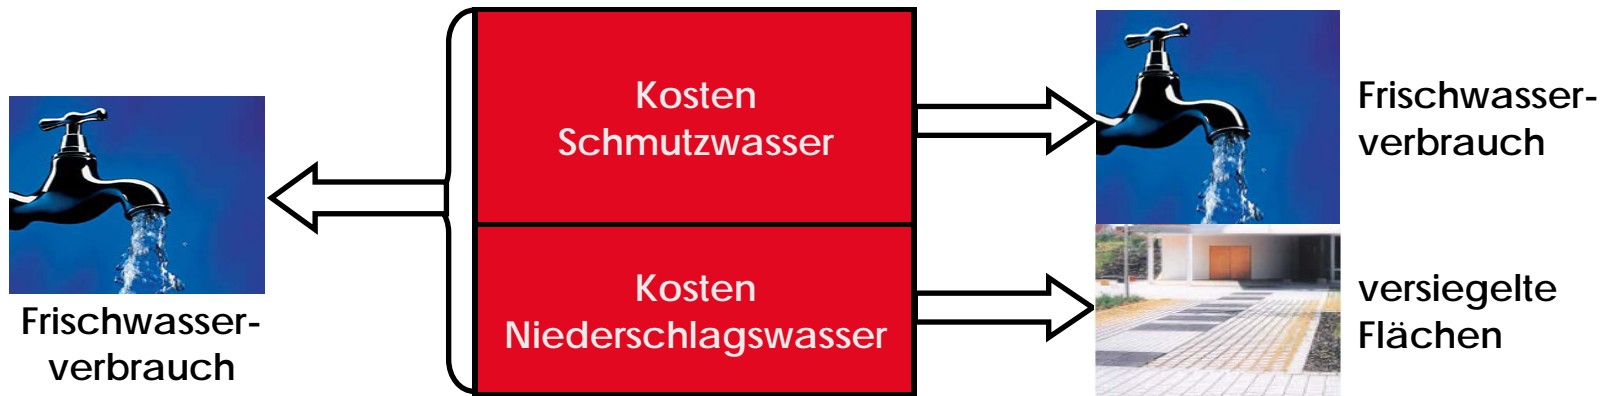 Frischwasser-
verbrauch
Kosten
Schmutzwasser
Kosten
Niederschlagswasser
Frischwasser-
verbrauch
versiegelte
Flächen